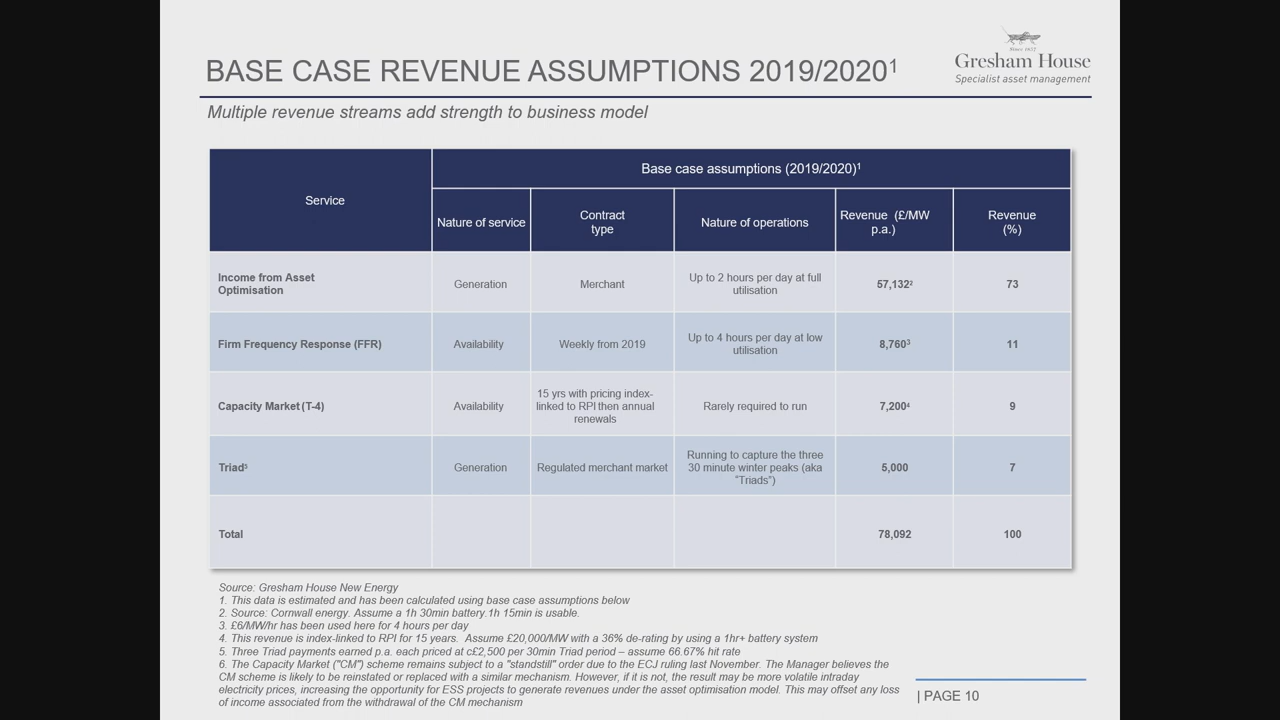 BASE CASE REVENUE ASSUMPTIONS 2019/2020¹
Since 1857
Gresham House
Specialist asset management
Multiple revenue streams add strength to business model
Service
Base case assumptions (2019/2020)¹
Nature of service
Contract
type
Nature of operations
Revenue (£/MW
p.a.)
Revenue
(%)
Income from Asset
Optimisation
Generation
Merchant
Up to 2 hours per day at full
utilisation
57,132²
73
Firm Frequency Response (FFR)
Availability
Weekly from 2019
Up to 4 hours per day at low
utilisation
8,760³
11
Capacity Market (T-4)
Availability
15 yrs with pricing index-
linked to RPI then annual
renewals
Rarely required to run
7,200⁴
9
Triad⁵
Generation
Regulated merchant market
Running to capture the three
30 minute winter peaks (aka
"Triads")
5,000
7
Total
78,092
100
Source: Gresham House New Energy
1. This data is estimated and has been calculated using base case assumptions below
2. Source: Cornwall energy. Assume a 1h 30min battery.1h 15min is usable.
3. £6/MW/hr has been used here for 4 hours per day
4. This revenue is index-linked to RPI for 15 years. Assume £20,000/MW with a 36% de-rating by using a 1hr+ battery system
5. Three Triad payments earned p.a. each priced at c£2,500 per 30min Triad period – assume 66.67% hit rate
6. The Capacity Market ("CM") scheme remains subject to a "standstill" order due to the ECJ ruling last November. The Manager believes the
CM scheme is likely to be reinstated or replaced with a similar mechanism. However, if it is not, the result may be more volatile intraday
electricity prices, increasing the opportunity for ESS projects to generate revenues under the asset optimisation model. This may offset any loss
of income associated from the withdrawal of the CM mechanism
| PAGE 10